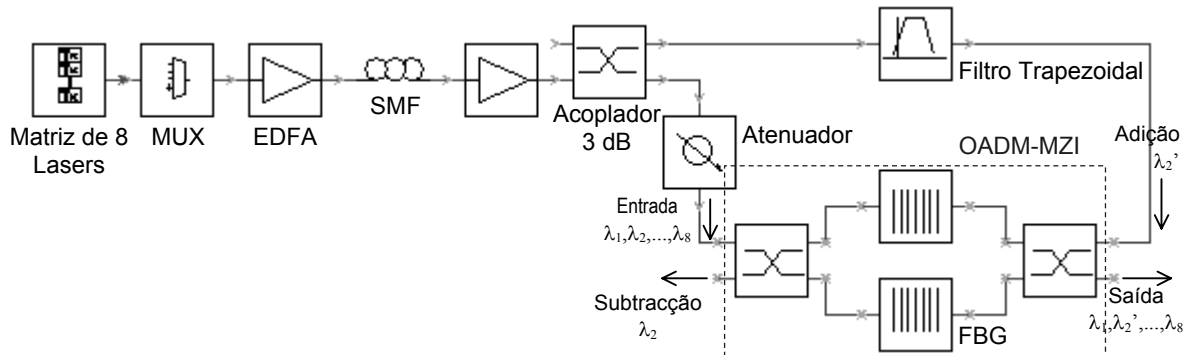 Matriz de 8
Lasers
MUX
EDFA
SMF
Acoplador
3 dB
Filtro Trapezoidal
Atenuador
OADM-MZI
Adição
λ2'
Entrada
λ1,λ2,...,λ8
Subtracção
λ2
FBG
Saída
λ1,λ2',...,λ8